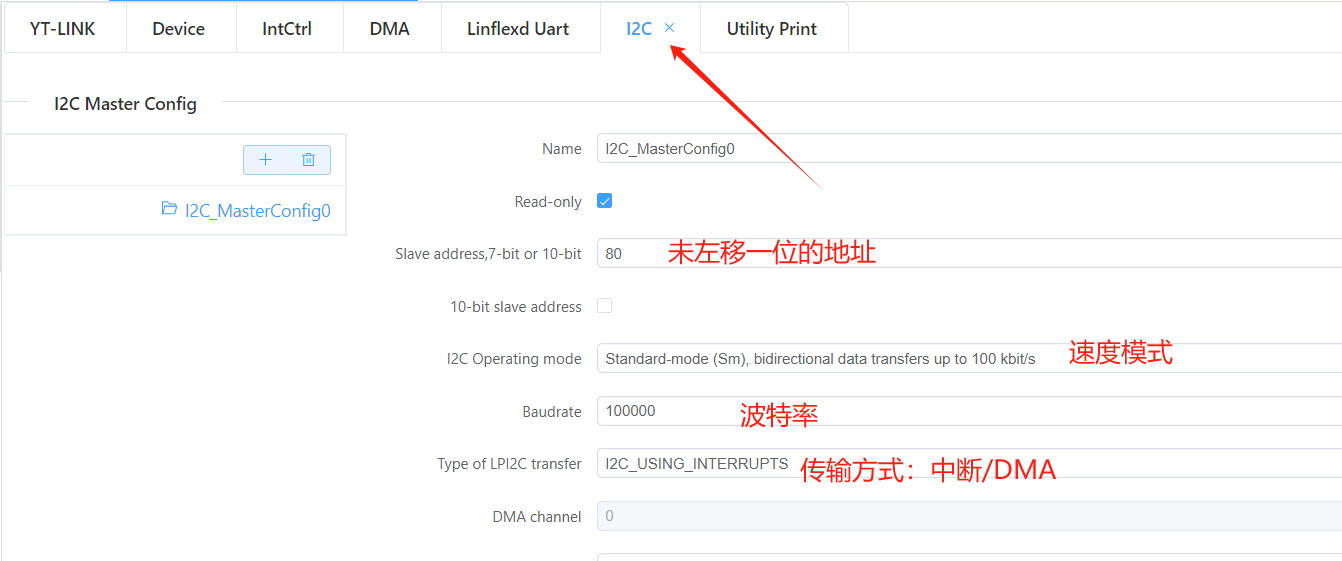 YT-LINK Device IntCtrl DMA Linflexd Uart I2C Utility Print
I2C Master Config
I2C_MasterConfig0
Name I2C_MasterConfig0
Read-only
Slave address,7-bit or 10-bit 80 未左移一位的地址
10-bit slave address
I2C Operating mode Standard-mode (Sm), bidirectional data transfers up to 100 kbit/s 速度模式
Baudrate 100000 波特率
Type of LPI2C transfer I2C_USING_INTERRUPTS 传输方式：中断/DMA
DMA channel 0